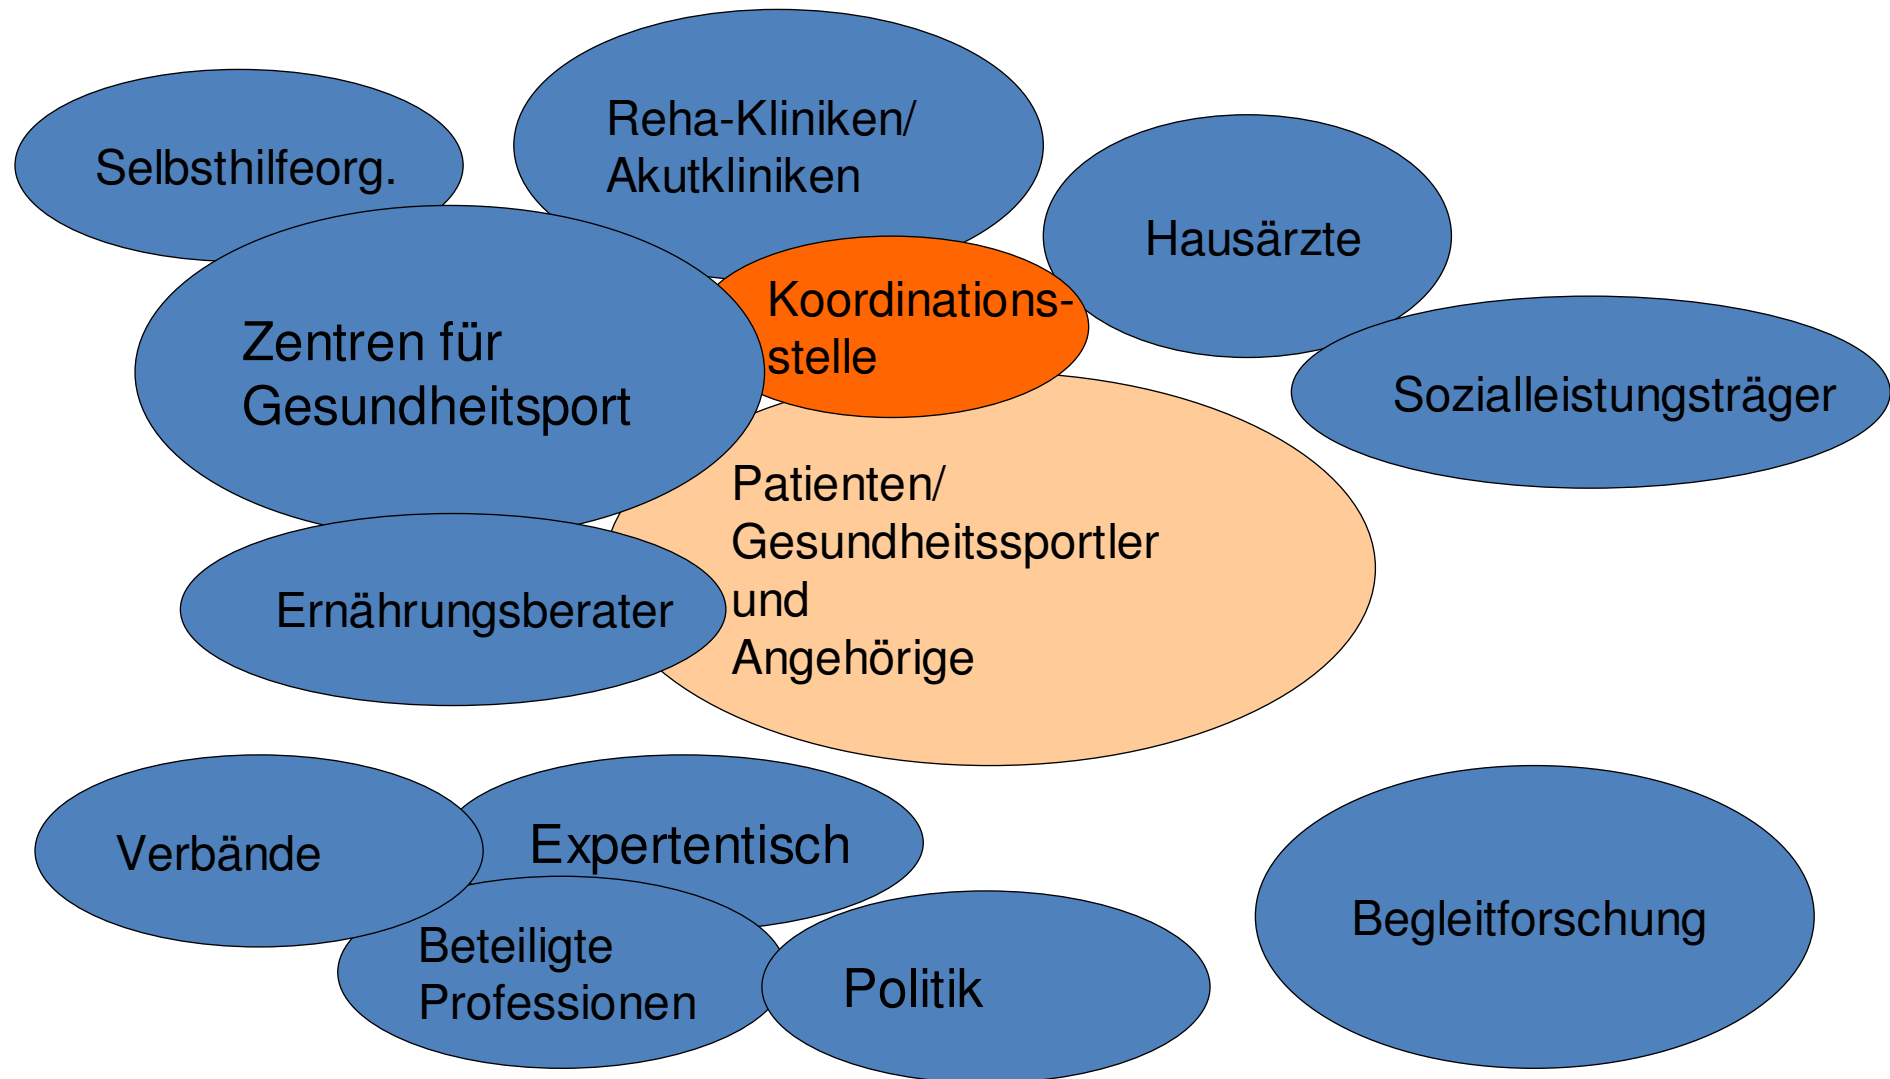 Selbsthilfeorg.
Reha-Kliniken/
Akutkliniken
Hausärzte
Koordinations-
stelle
Zentren für
Gesundheitsport
Sozialleistungsträger
Patienten/
Gesundheitssportler
und
Angehörige
Ernährungsberater
Verbände
Expertentisch
Beteiligte
Professionen
Politik
Begleitforschung